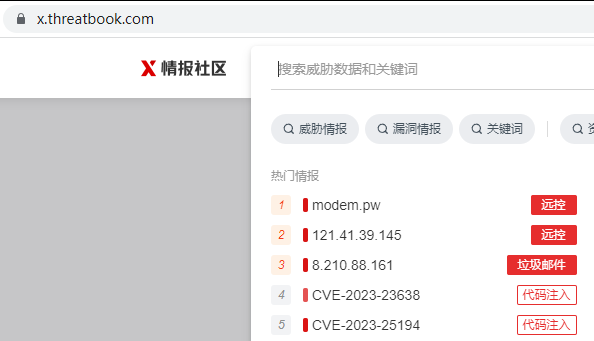 x.threatbook.com
情报社区
搜索威胁数据和关键词
威胁情报 漏洞情报 关键词
热门情报
1 modem.pw 远控
2 121.41.39.145 远控
3 8.210.88.161 垃圾邮件
4 CVE-2023-23638 代码注入
5 CVE-2023-25194 代码注入